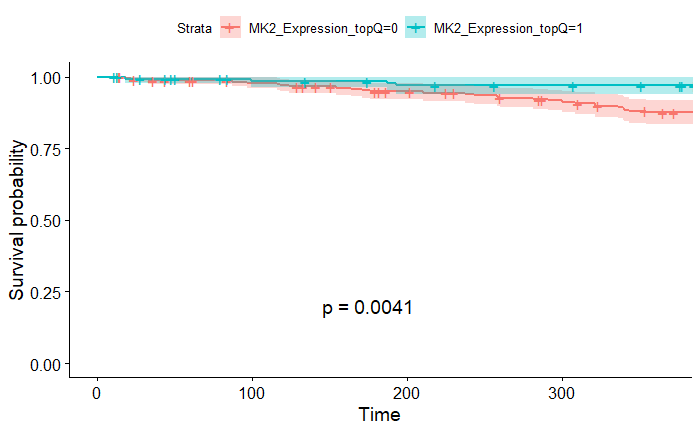 Strata MK2_Expression_topQ=0 MK2_Expression_topQ=1
1.00
0.75
0.50
0.25
0.00
Survival probability
p = 0.0041
0 100 200 300
Time